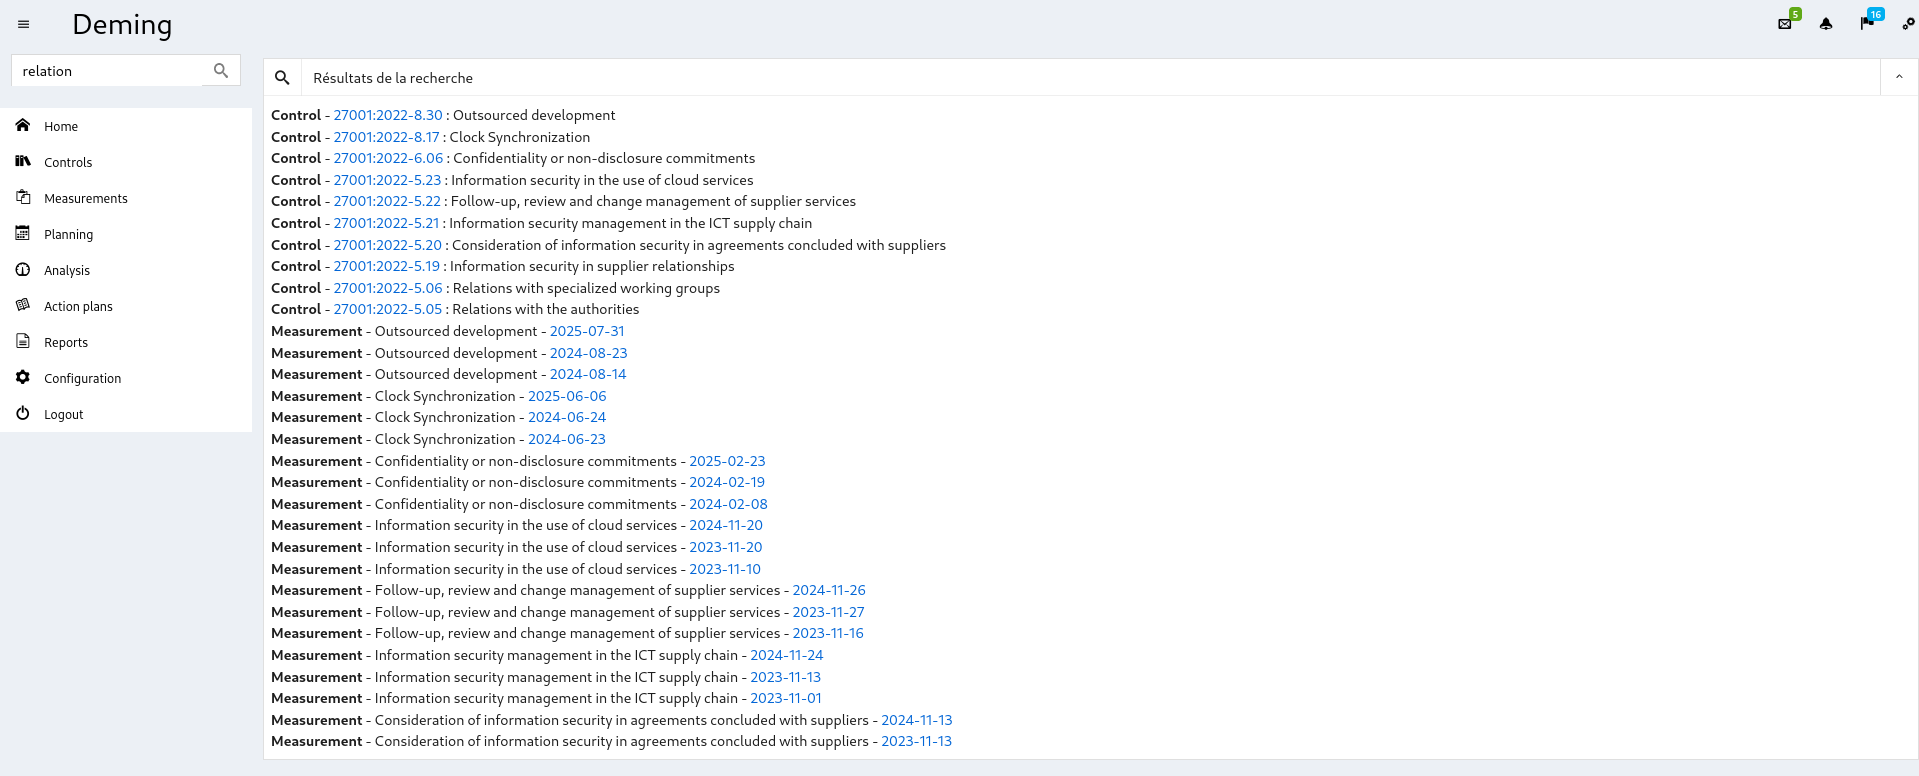 Deming
5
16
relation
Home
Controls
Measurements
Planning
Analysis
Action plans
Reports
Configuration
Logout
Résultats de la recherche
Control - 27001:2022-8.30 : Outsourced development
Control - 27001:2022-8.17 : Clock Synchronization
Control - 27001:2022-6.06 : Confidentiality or non-disclosure commitments
Control - 27001:2022-5.23 : Information security in the use of cloud services
Control - 27001:2022-5.22 : Follow-up, review and change management of supplier services
Control - 27001:2022-5.21 : Information security management in the ICT supply chain
Control - 27001:2022-5.20 : Consideration of information security in agreements concluded with suppliers
Control - 27001:2022-5.19 : Information security in supplier relationships
Control - 27001:2022-5.06 : Relations with specialized working groups
Control - 27001:2022-5.05 : Relations with the authorities
Measurement - Outsourced development - 2025-07-31
Measurement - Outsourced development - 2024-08-23
Measurement - Outsourced development - 2024-08-14
Measurement - Clock Synchronization - 2025-06-06
Measurement - Clock Synchronization - 2024-06-24
Measurement - Clock Synchronization - 2024-06-23
Measurement - Confidentiality or non-disclosure commitments - 2025-02-23
Measurement - Confidentiality or non-disclosure commitments - 2024-02-19
Measurement - Confidentiality or non-disclosure commitments - 2024-02-08
Measurement - Information security in the use of cloud services - 2024-11-20
Measurement - Information security in the use of cloud services - 2023-11-20
Measurement - Information security in the use of cloud services - 2023-11-10
Measurement - Follow-up, review and change management of supplier services - 2024-11-26
Measurement - Follow-up, review and change management of supplier services - 2023-11-27
Measurement - Follow-up, review and change management of supplier services - 2023-11-16
Measurement - Information security management in the ICT supply chain - 2024-11-24
Measurement - Information security management in the ICT supply chain - 2023-11-13
Measurement - Information security management in the ICT supply chain - 2023-11-01
Measurement - Consideration of information security in agreements concluded with suppliers - 2024-11-13
Measurement - Consideration of information security in agreements concluded with suppliers - 2023-11-13